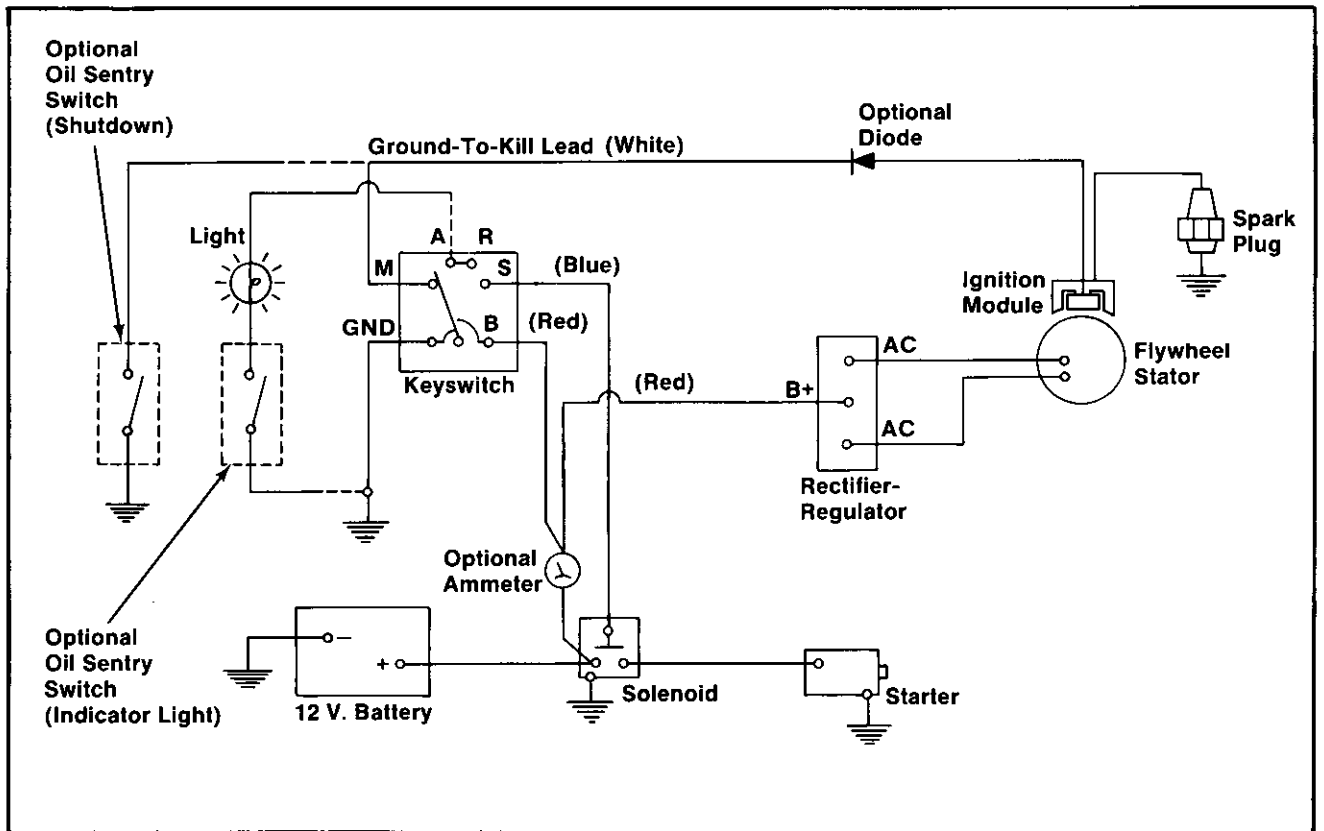 Optional
Oil Sentry
Switch
(Shutdown)
Optional
Diode
Ground-To-Kill Lead (White)
Spark
Plug
Light
A
R
M
S
(Blue)
Ignition
Module
GND
B
(Red)
Keyswitch
AC
Flywheel
Stator
(Red)
B+
AC
Rectifier-
Regulator
Optional
Ammeter
Optional
Oil Sentry
Switch
(Indicator Light)
−
+
12 V. Battery
Solenoid
Starter